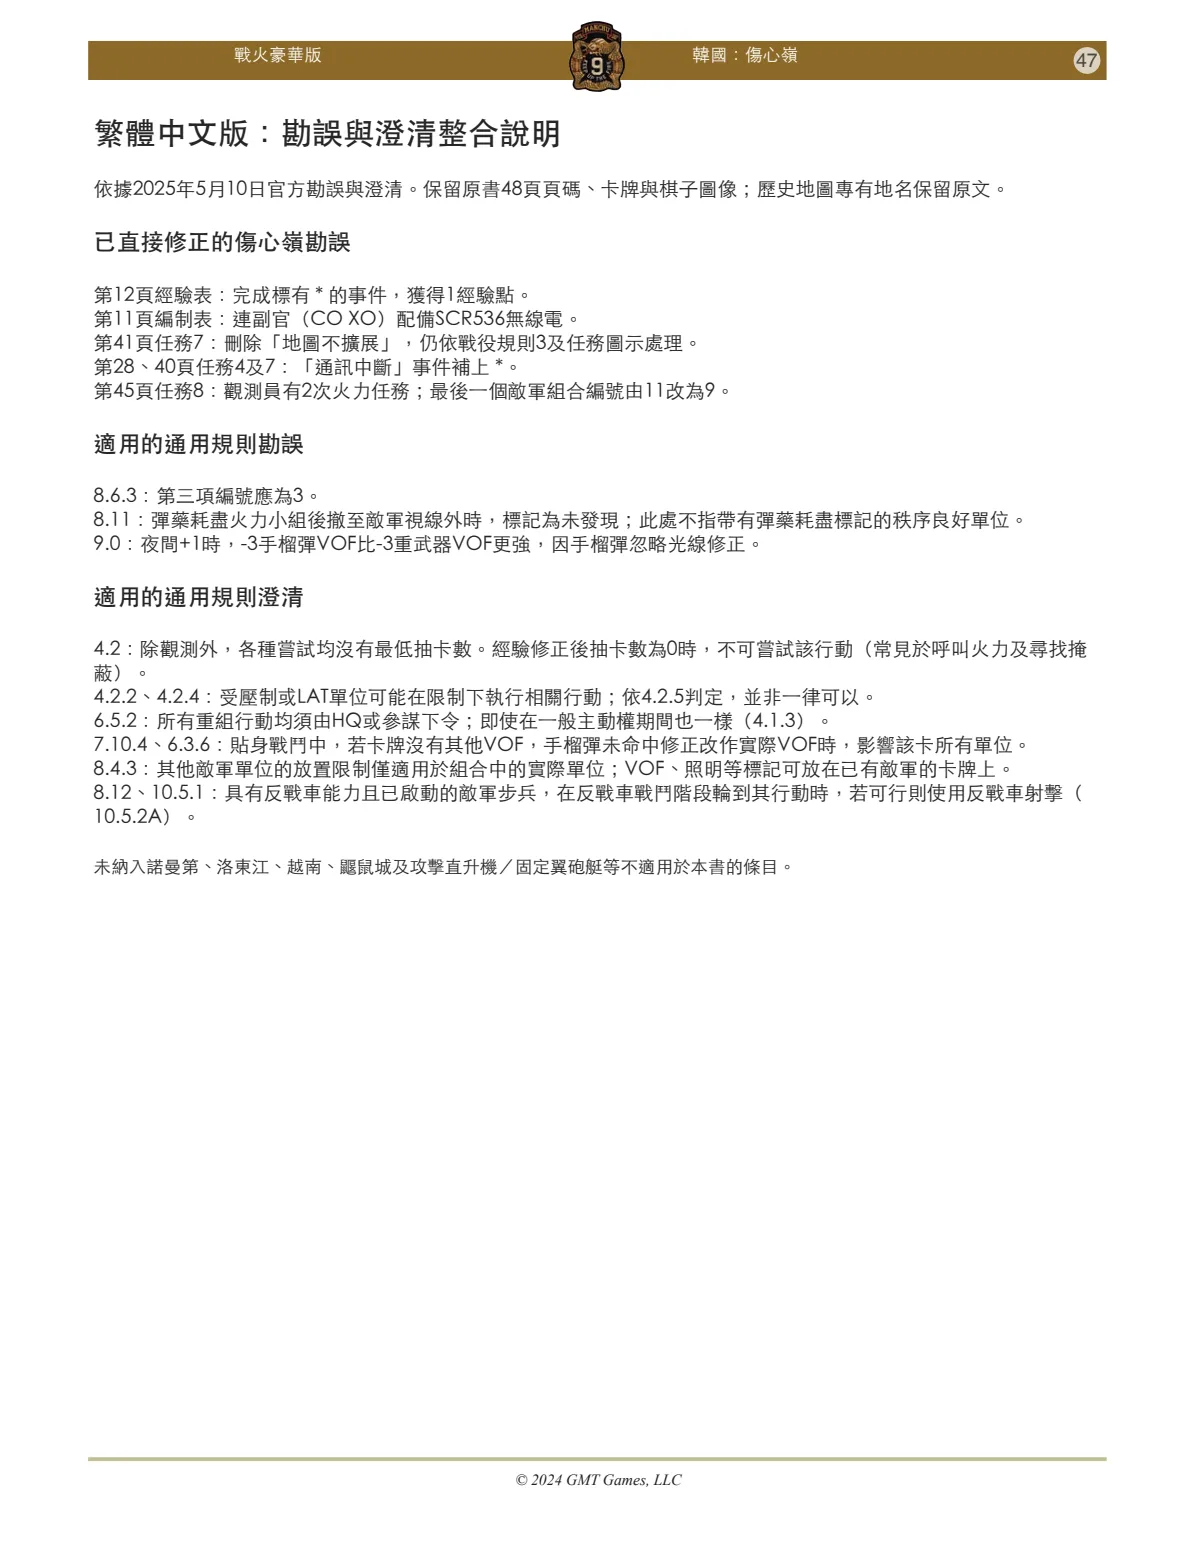 戰火豪華版
MANCHU
9
韓國：傷心嶺
47
繁體中文版：勘誤與澄清整合說明
依據2025年5月10日官方勘誤與澄清。保留原書48頁頁碼、卡牌與棋子圖像；歷史地圖專有地名保留原文。
已直接修正的傷心嶺勘誤
第12頁經驗表：完成標有 * 的事件，獲得1經驗點。
第11頁編制表：連副官（CO XO）配備SCR536無線電。
第41頁任務7：刪除「地圖不擴展」，仍依戰役規則3及任務圖示處理。
第28、40頁任務4及7：「通訊中斷」事件補上 *。
第45頁任務8：觀測員有2次火力任務；最後一個敵軍組合編號由11改為9。
適用的通用規則勘誤
8.6.3：第三項編號應為3。
8.11：彈藥耗盡火力小組後撤至敵軍視線外時，標記為未發現；此處不指帶有彈藥耗盡標記的秩序良好單位。
9.0：夜間+1時，-3手榴彈VOF比-3重武器VOF更強，因手榴彈忽略光線修正。
適用的通用規則澄清
4.2：除觀測外，各種嘗試均沒有最低抽卡數。經驗修正後抽卡數為0時，不可嘗試該行動（常見於呼叫火力及尋找掩
蔽）。
4.2.2、4.2.4：受壓制或LAT單位可能在限制下執行相關行動；依4.2.5判定，並非一律可以。
6.5.2：所有重組行動均須由HQ或參謀下令；即使在一般主動權期間也一樣（4.1.3）。
7.10.4、6.3.6：貼身戰鬥中，若卡牌沒有其他VOF，手榴彈未命中修正改作實際VOF時，影響該卡所有單位。
8.4.3：其他敵軍單位的放置限制僅適用於組合中的實際單位；VOF、照明等標記可放在已有敵軍的卡牌上。
8.12、10.5.1：具有反戰車能力且已啟動的敵軍步兵，在反戰車戰鬥階段輪到其行動時，若可行則使用反戰車射擊（
10.5.2A）。
未納入諾曼第、洛東江、越南、鼴鼠城及攻擊直升機／固定翼砲艇等不適用於本書的條目。
© 2024 GMT Games, LLC